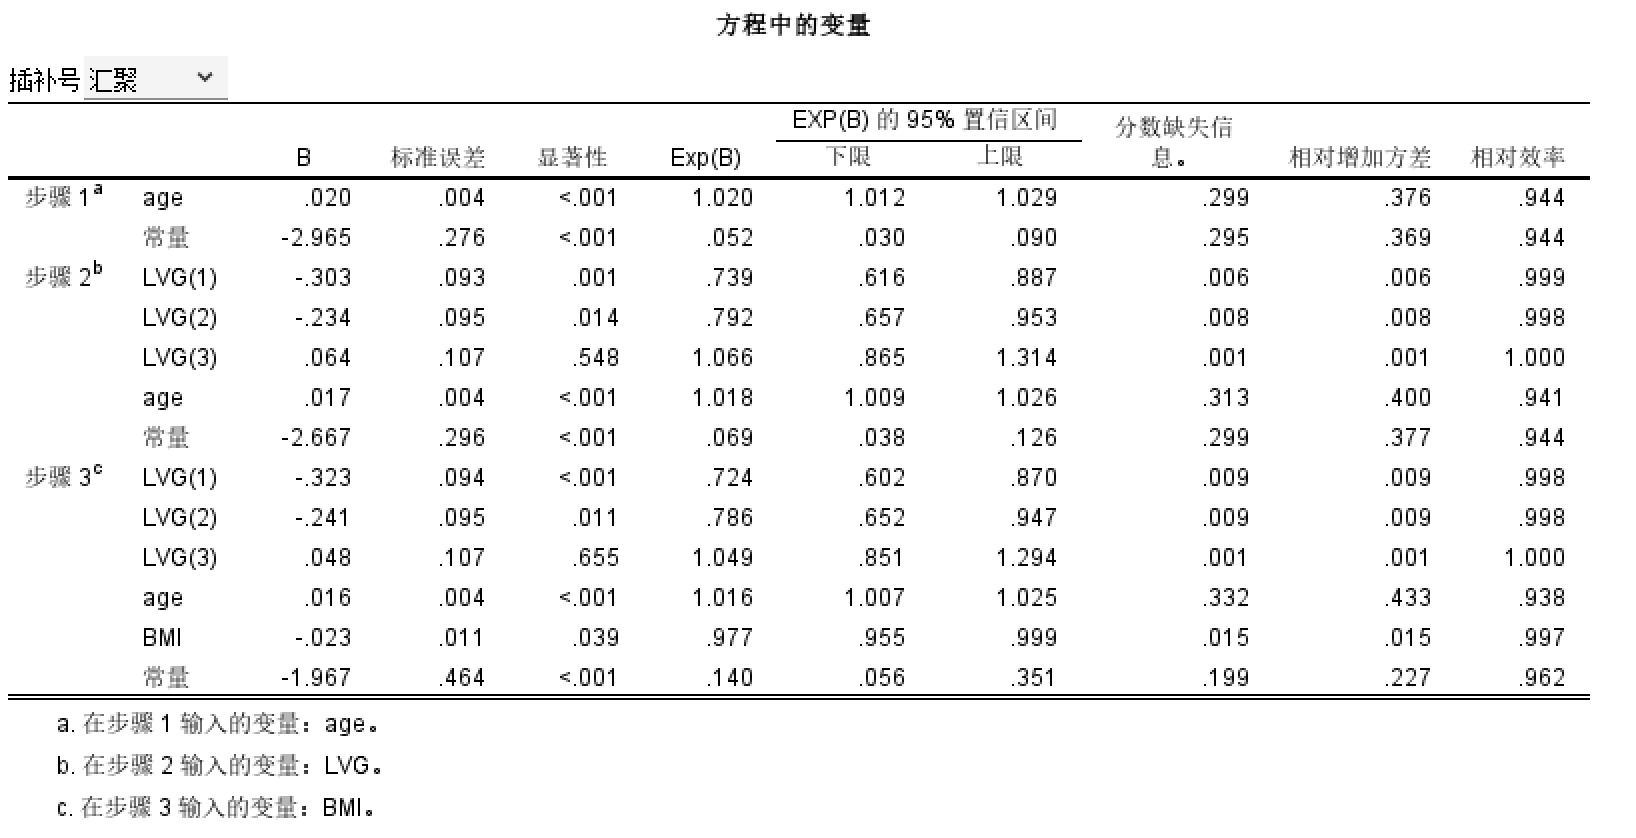 方程中的变量
插补号 汇聚
EXP(B) 的 95% 置信区间
B 标准误差 显著性 Exp(B) 下限 上限 分数缺失信息。 相对增加方差 相对效率
步骤 1a age .020 .004 <.001 1.020 1.012 1.029 .299 .376 .944
常量 -2.965 .276 <.001 .052 .030 .090 .295 .369 .944
步骤 2b LVG(1) -.303 .093 .001 .739 .616 .887 .006 .006 .999
LVG(2) -.234 .095 .014 .792 .657 .953 .008 .008 .998
LVG(3) .064 .107 .548 1.066 .865 1.314 .001 .001 1.000
age .017 .004 <.001 1.018 1.009 1.026 .313 .400 .941
常量 -2.667 .296 <.001 .069 .038 .126 .299 .377 .944
步骤 3c LVG(1) -.323 .094 <.001 .724 .602 .870 .009 .009 .998
LVG(2) -.241 .095 .011 .786 .652 .947 .009 .009 .998
LVG(3) .048 .107 .655 1.049 .851 1.294 .001 .001 1.000
age .016 .004 <.001 1.016 1.007 1.025 .332 .433 .938
BMI -.023 .011 .039 .977 .955 .999 .015 .015 .997
常量 -1.967 .464 <.001 .140 .056 .351 .199 .227 .962
a. 在步骤 1 输入的变量：age。
b. 在步骤 2 输入的变量：LVG。
c. 在步骤 3 输入的变量：BMI。